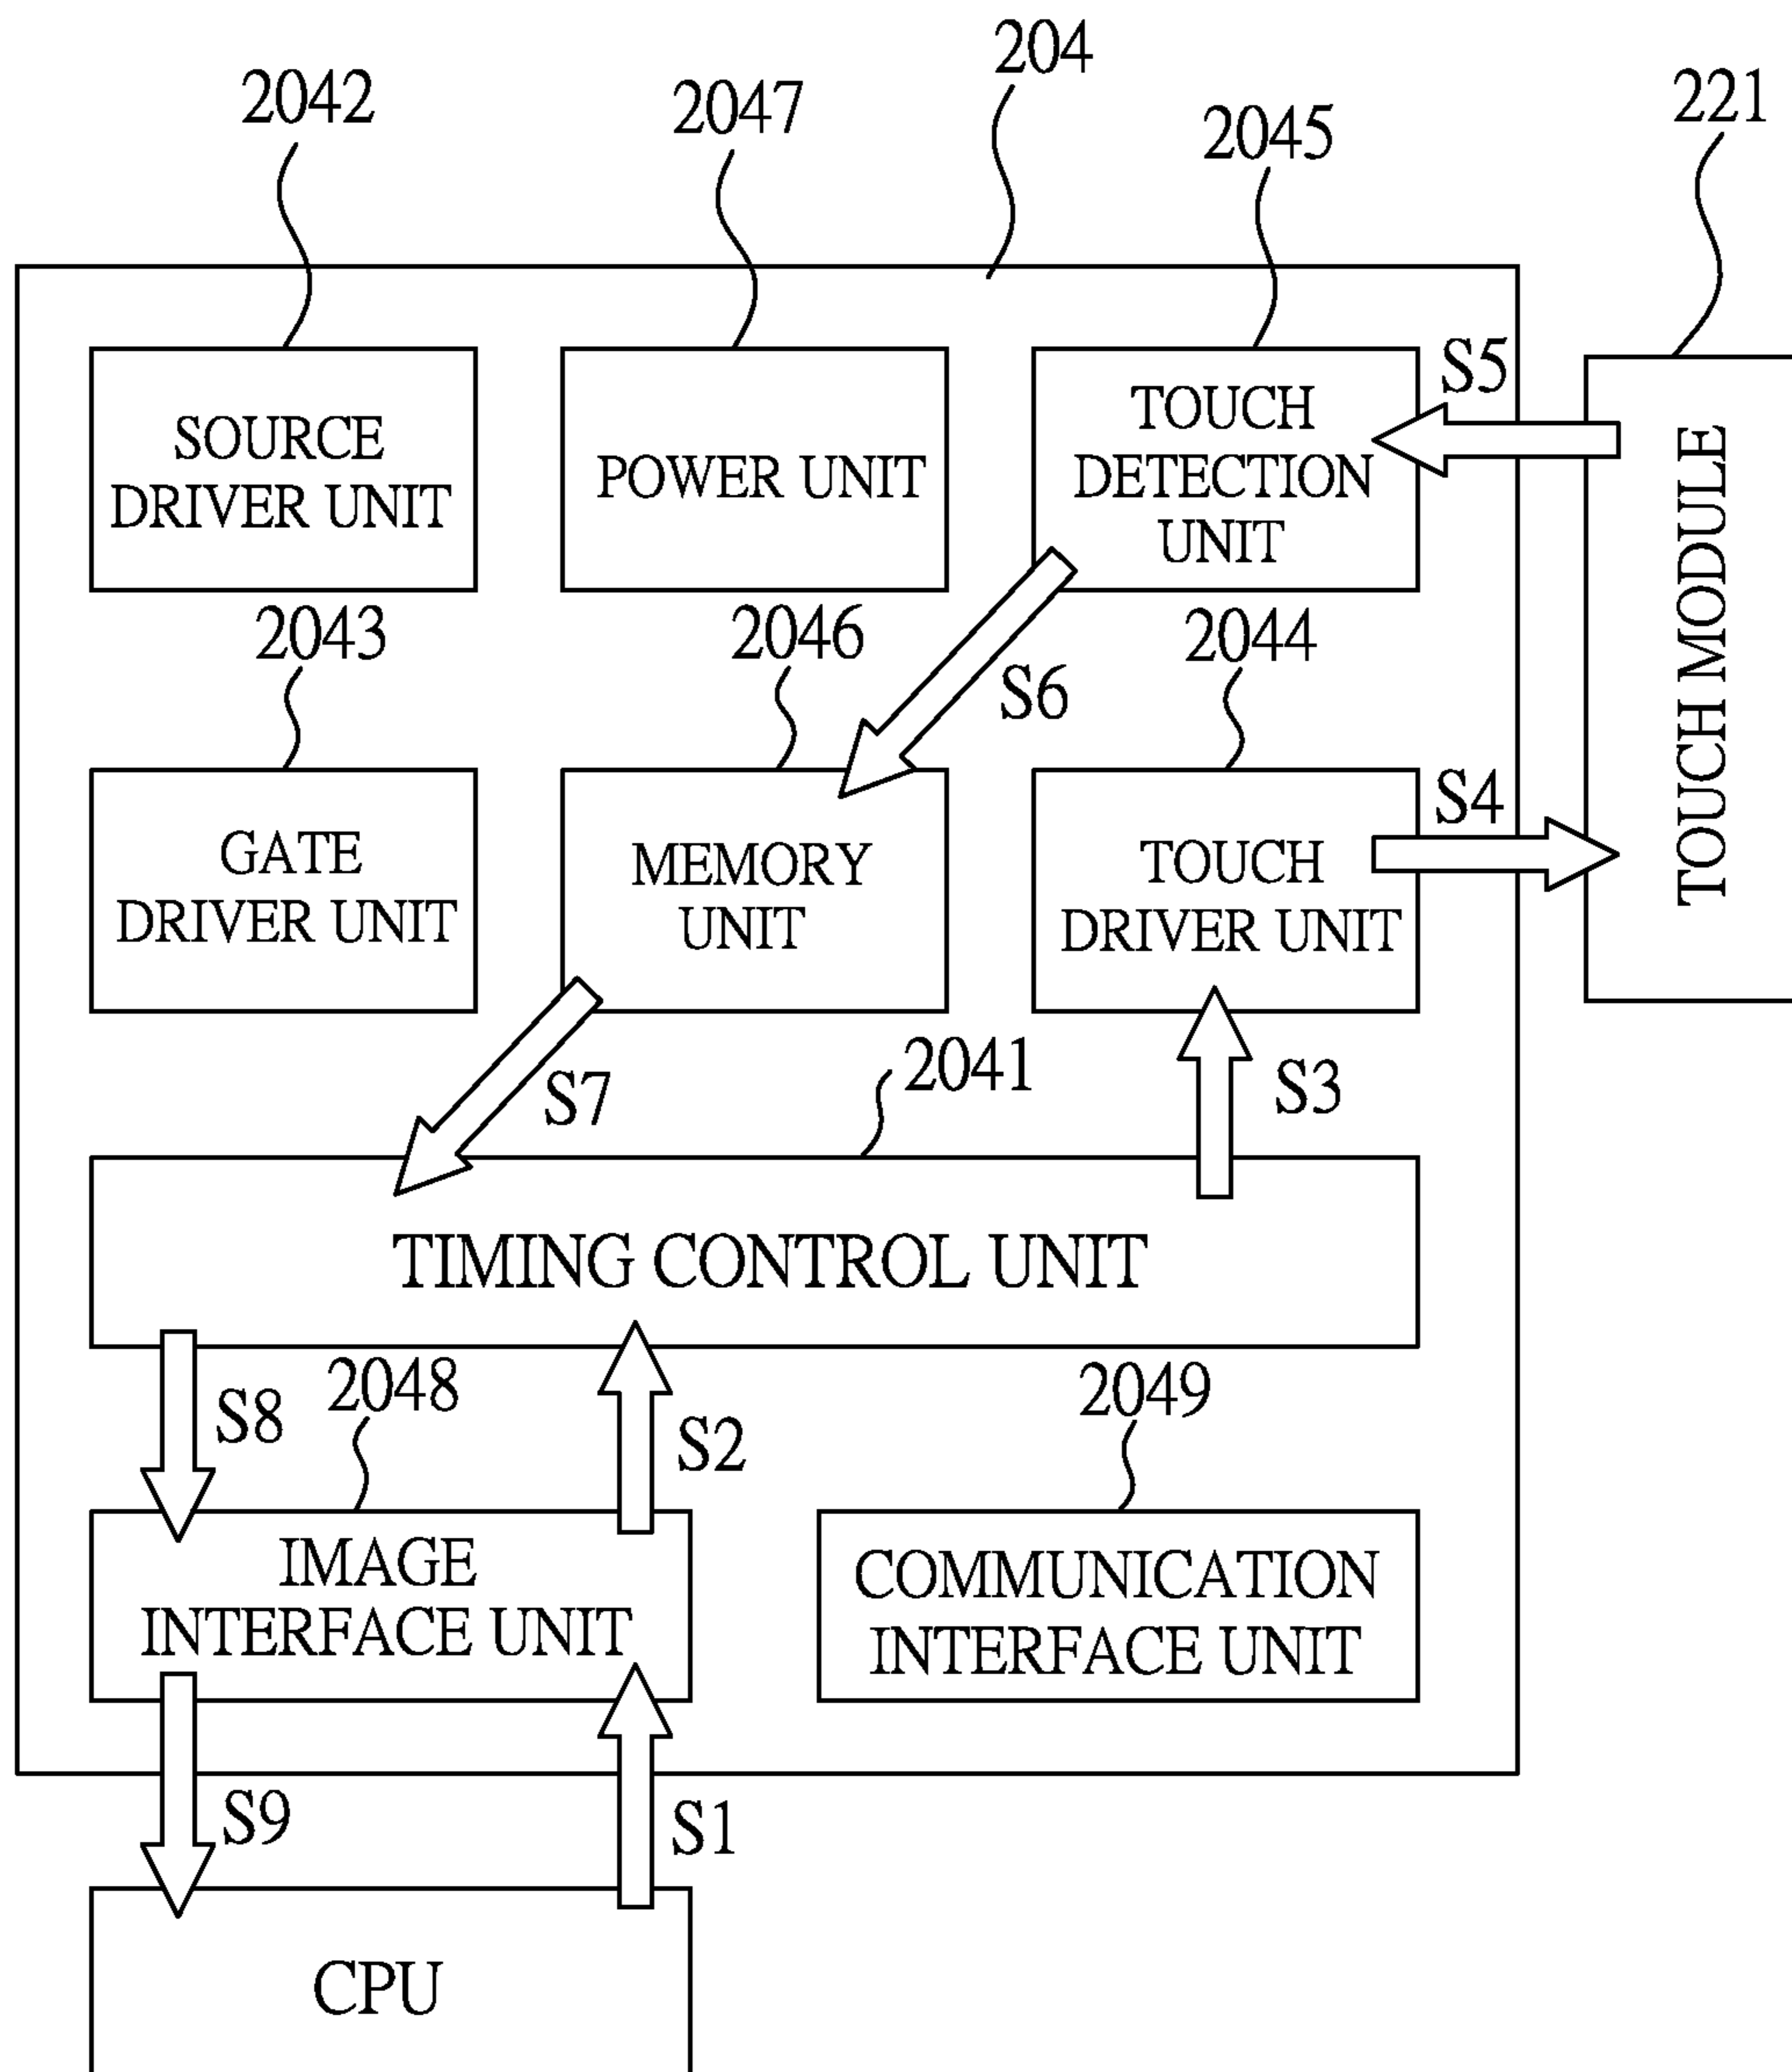 204
2042
2047
2045
221
SOURCE
DRIVER UNIT
POWER UNIT
TOUCH
DETECTION
UNIT
S5
TOUCH MODULE
2043
2046
2044
S6
GATE
DRIVER UNIT
MEMORY
UNIT
TOUCH
DRIVER UNIT
S4
S7
2041
S3
TIMING CONTROL UNIT
S8
2048
S2
2049
IMAGE
INTERFACE UNIT
COMMUNICATION
INTERFACE UNIT
S9
S1
CPU